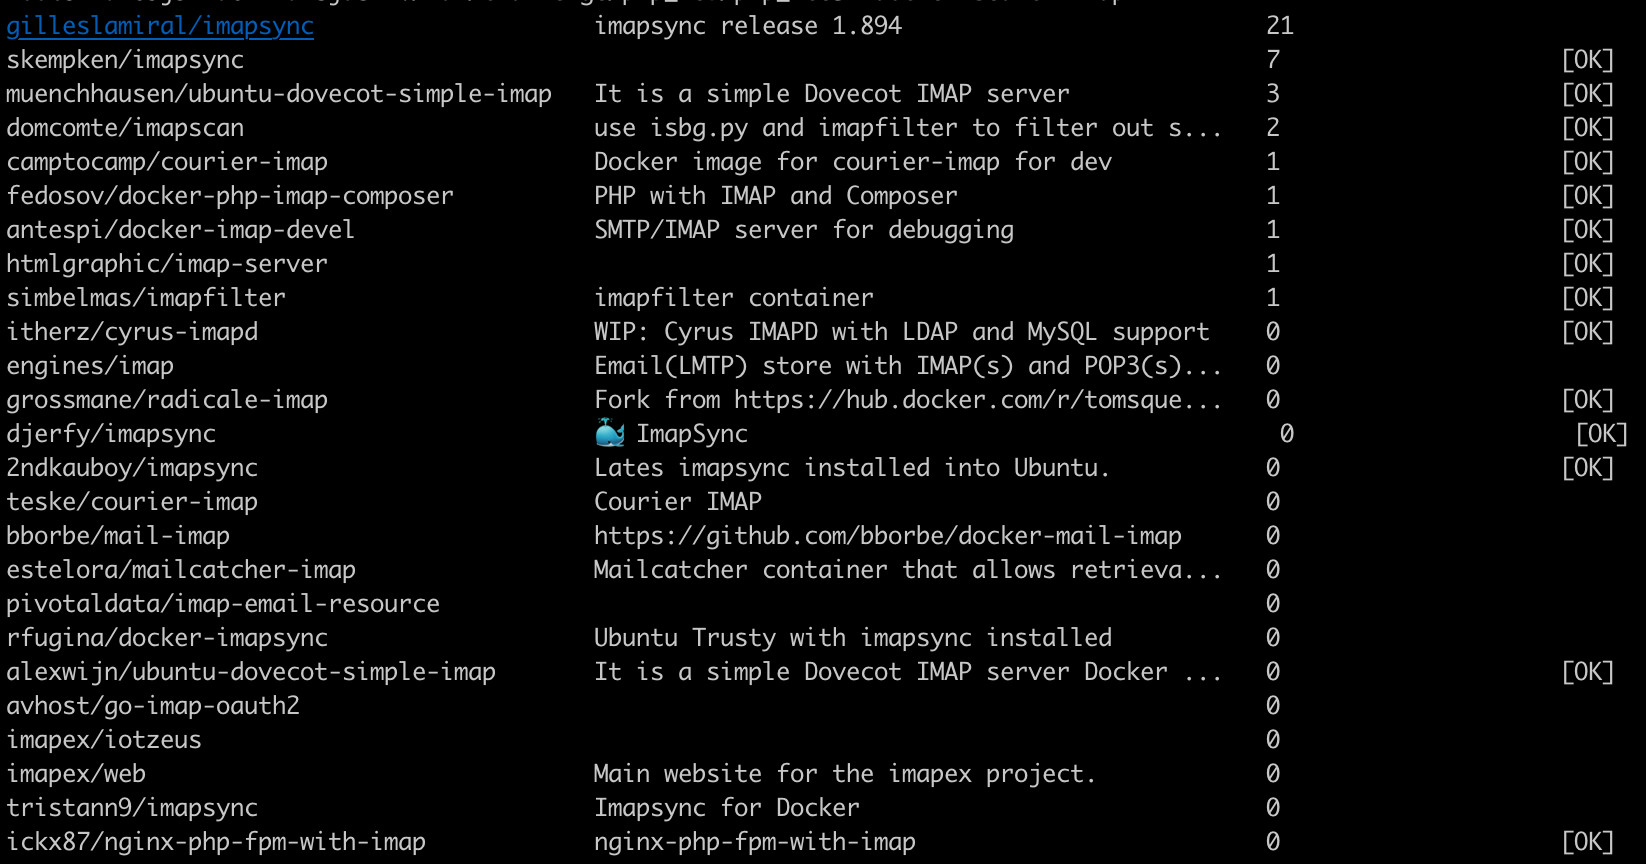 gilleslamiral/imapsync imapsync release 1.894 21
skempken/imapsync 7 [OK]
muenchhausen/ubuntu-dovecot-simple-imap It is a simple Dovecot IMAP server 3 [OK]
domcomte/imapscan use isbg.py and imapfilter to filter out s... 2 [OK]
camptocamp/courier-imap Docker image for courier-imap for dev 1 [OK]
fedosov/docker-php-imap-composer PHP with IMAP and Composer 1 [OK]
antespi/docker-imap-devel SMTP/IMAP server for debugging 1 [OK]
htmlgraphic/imap-server 1 [OK]
simbelmas/imapfilter imapfilter container 1 [OK]
itherz/cyrus-imapd WIP: Cyrus IMAPD with LDAP and MySQL support 0 [OK]
engines/imap Email(LMTP) store with IMAP(s) and POP3(s)... 0
grossmane/radicale-imap Fork from https://hub.docker.com/r/tomsque... 0 [OK]
djerfy/imapsync 🐳 ImapSync 0 [OK]
2ndkauboy/imapsync Lates imapsync installed into Ubuntu. 0 [OK]
teske/courier-imap Courier IMAP 0
bborbe/mail-imap https://github.com/bborbe/docker-mail-imap 0
estelora/mailcatcher-imap Mailcatcher container that allows retrieva... 0
pivotaldata/imap-email-resource 0
rfugina/docker-imapsync Ubuntu Trusty with imapsync installed 0
alexwijn/ubuntu-dovecot-simple-imap It is a simple Dovecot IMAP server Docker ... 0 [OK]
avhost/go-imap-oauth2 0
imapex/iotzeus 0
imapex/web Main website for the imapex project. 0
tristann9/imapsync Imapsync for Docker 0
ickx87/nginx-php-fpm-with-imap nginx-php-fpm-with-imap 0 [OK]